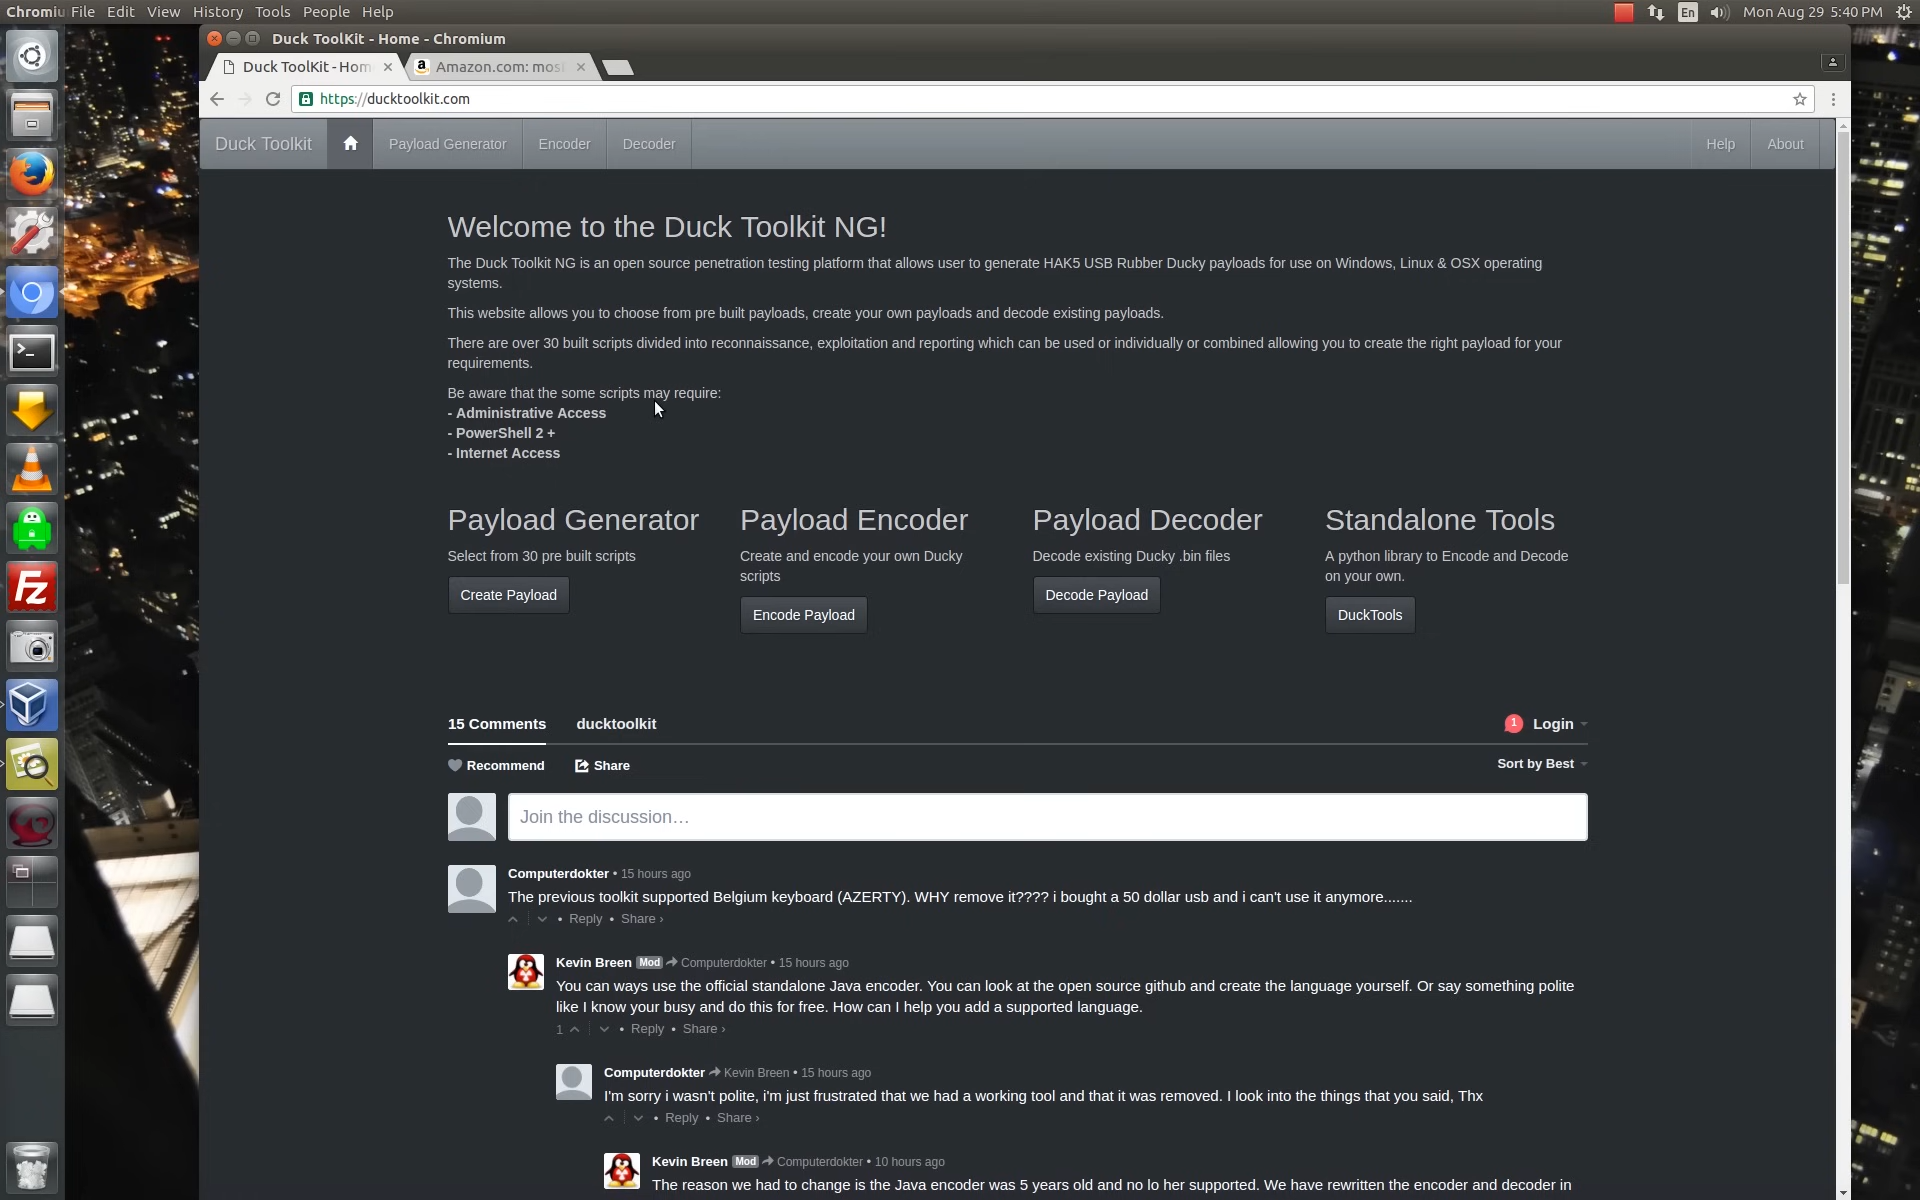 Chromiu File Edit View History Tools People Help
En Mon Aug 29 5:40 PM
Duck ToolKit - Home - Chromium
Duck ToolKit - Hom
Amazon.com: mos
https://ducktoolkit.com
Duck Toolkit Payload Generator Encoder Decoder Help About
Welcome to the Duck Toolkit NG!
The Duck Toolkit NG is an open source penetration testing platform that allows user to generate HAK5 USB Rubber Ducky payloads for use on Windows, Linux & OSX operating
systems.
This website allows you to choose from pre built payloads, create your own payloads and decode existing payloads.
There are over 30 built scripts divided into reconnaissance, exploitation and reporting which can be used or individually or combined allowing you to create the right payload for your
requirements.
Be aware that the some scripts may require:
- Administrative Access
- PowerShell 2 +
- Internet Access
Payload Generator
Select from 30 pre built scripts
Create Payload
Payload Encoder
Create and encode your own Ducky
scripts
Encode Payload
Payload Decoder
Decode existing Ducky .bin files
Decode Payload
Standalone Tools
A python library to Encode and Decode
on your own.
DuckTools
15 Comments ducktoolkit 1 Login
Recommend Share Sort by Best
Join the discussion…
Computerdokter • 15 hours ago
The previous toolkit supported Belgium keyboard (AZERTY). WHY remove it???? i bought a 50 dollar usb and i can't use it anymore.......
• Reply • Share ›
Kevin Breen Mod Computerdokter • 15 hours ago
You can ways use the official standalone Java encoder. You can look at the open source github and create the language yourself. Or say something polite
like I know your busy and do this for free. How can I help you add a supported language.
1 • Reply • Share ›
Computerdokter Kevin Breen • 15 hours ago
I'm sorry i wasn't polite, i'm just frustrated that we had a working tool and that it was removed. I look into the things that you said, Thx
• Reply • Share ›
Kevin Breen Mod Computerdokter • 10 hours ago
The reason we had to change is the Java encoder was 5 years old and no lo her supported. We have rewritten the encoder and decoder in